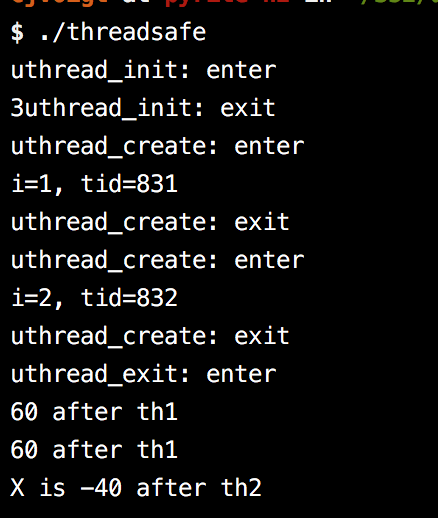 $ ./threadsafe
uthread_init: enter
3uthread_init: exit
uthread_create: enter
i=1, tid=831
uthread_create: exit
uthread_create: enter
i=2, tid=832
uthread_create: exit
uthread_exit: enter
60 after th1
60 after th1
X is -40 after th2